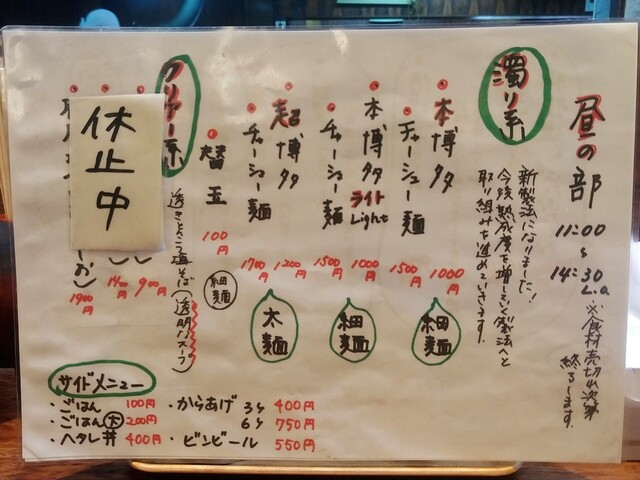 昼の部
11:00
〜
14:30
L.o.
※食材売切れ次第
終了します。
濁り系
新製法になりました！
今後熟成度を増していく製法へと
取り組みを進めていきます。
本博多
1000円
チャーシュー麺
1500円
細麺
本博多
ライト
Light
1000円
チャーシュー麺
1500円
細麺
超博多
1200円
チャーシュー麺
1700円
太麺
替玉
100円
細麺
クリアー系
透きとおった塩そば(透明スープ)
休止中
900円
1400円
1900円
サイドメニュー
・ごはん 100円
・ごはん大 200円
・ヘタレ丼 400円
・からあげ 3ケ 400円
6ケ 750円
・ビンビール 550円